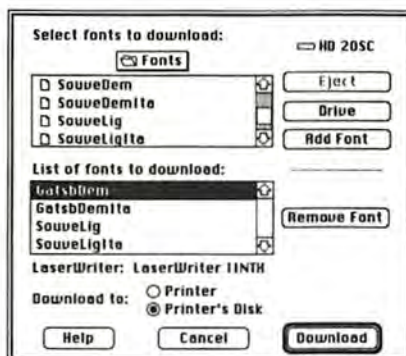 Select fonts to download:
HD 20SC
Fonts
SouveDem
SouveDemIta
SouveLig
SouveLigIta
Eject
Drive
Add Font
List of fonts to download:
GatsbDem
GatsbDemIta
SouveLig
SouveLigIta
Remove Font
LaserWriter: LaserWriter IINTX
Download to:
Printer
Printer's Disk
Help
Cancel
Download